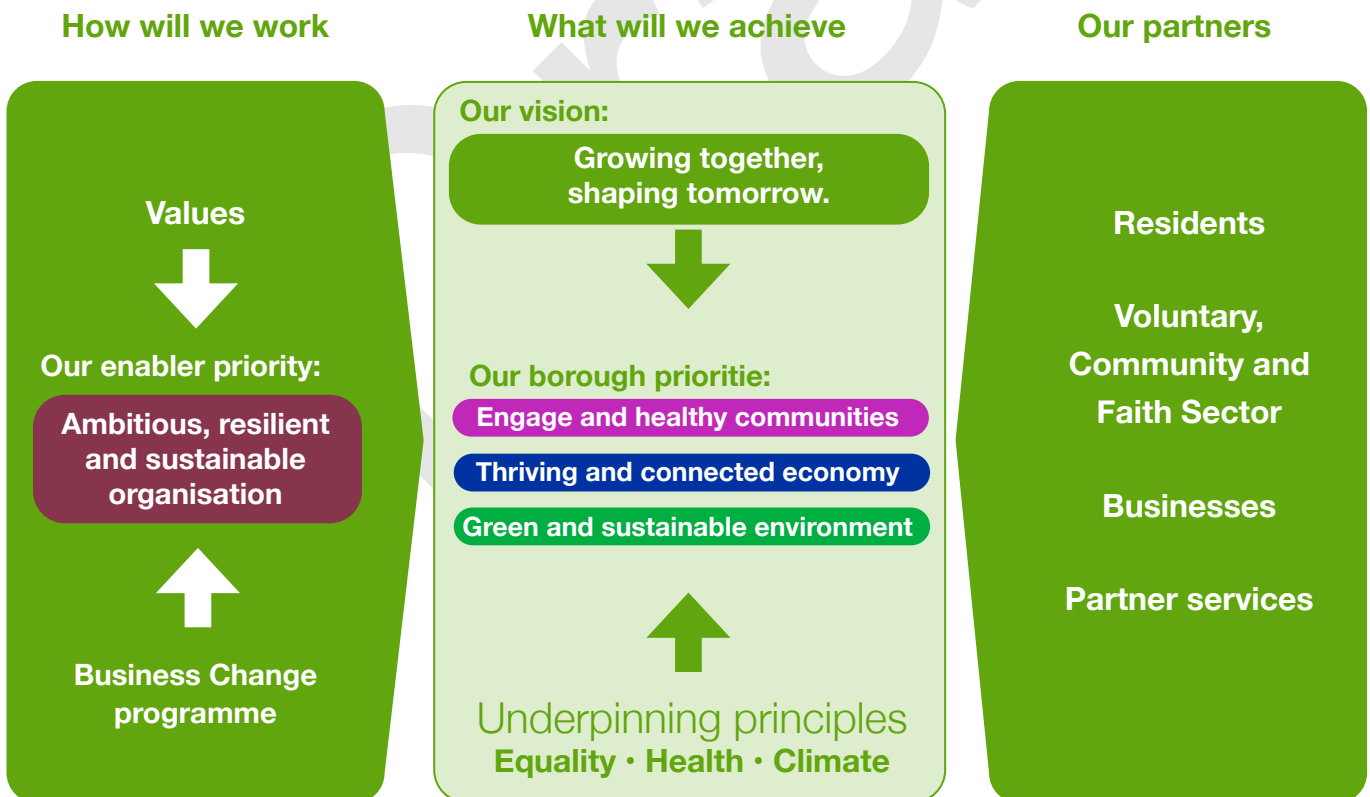 How will we work
What will we achieve
Our partners
Values
Our enabler priority:
Ambitious, resilient
and sustainable
organisation
Business Change
programme
Our vision:
Growing together,
shaping tomorrow.
Our borough prioritie:
Engage and healthy communities
Thriving and connected economy
Green and sustainable environment
Underpinning principles
Equality • Health • Climate
Residents
Voluntary,
Community and
Faith Sector
Businesses
Partner services